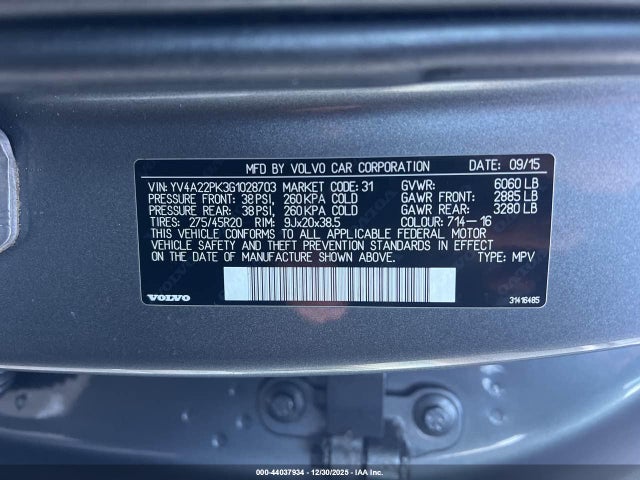 MFD BY VOLVO CAR CORPORATION DATE: 09/15
VIN: YV4A22PK3G1028703 MARKET CODE: 31 GVWR: 6060 LB
PRESSURE FRONT: 38 PSI, 260 KPA COLD GAWR FRONT: 2885 LB
PRESSURE REAR: 38 PSI, 260 KPA COLD GAWR REAR: 3280 LB
TIRES: 275/45R20 RIM: 9Jx20x38.5 COLOUR: 714-16
THIS VEHICLE CONFORMS TO ALL APPLICABLE FEDERAL MOTOR
VEHICLE SAFETY AND THEFT PREVENTION STANDARDS IN EFFECT
ON THE DATE OF MANUFACTURE SHOWN ABOVE. TYPE: MPV
VOLVO 31416485
000-44037934 - 12/30/2025 - IAAI.COM